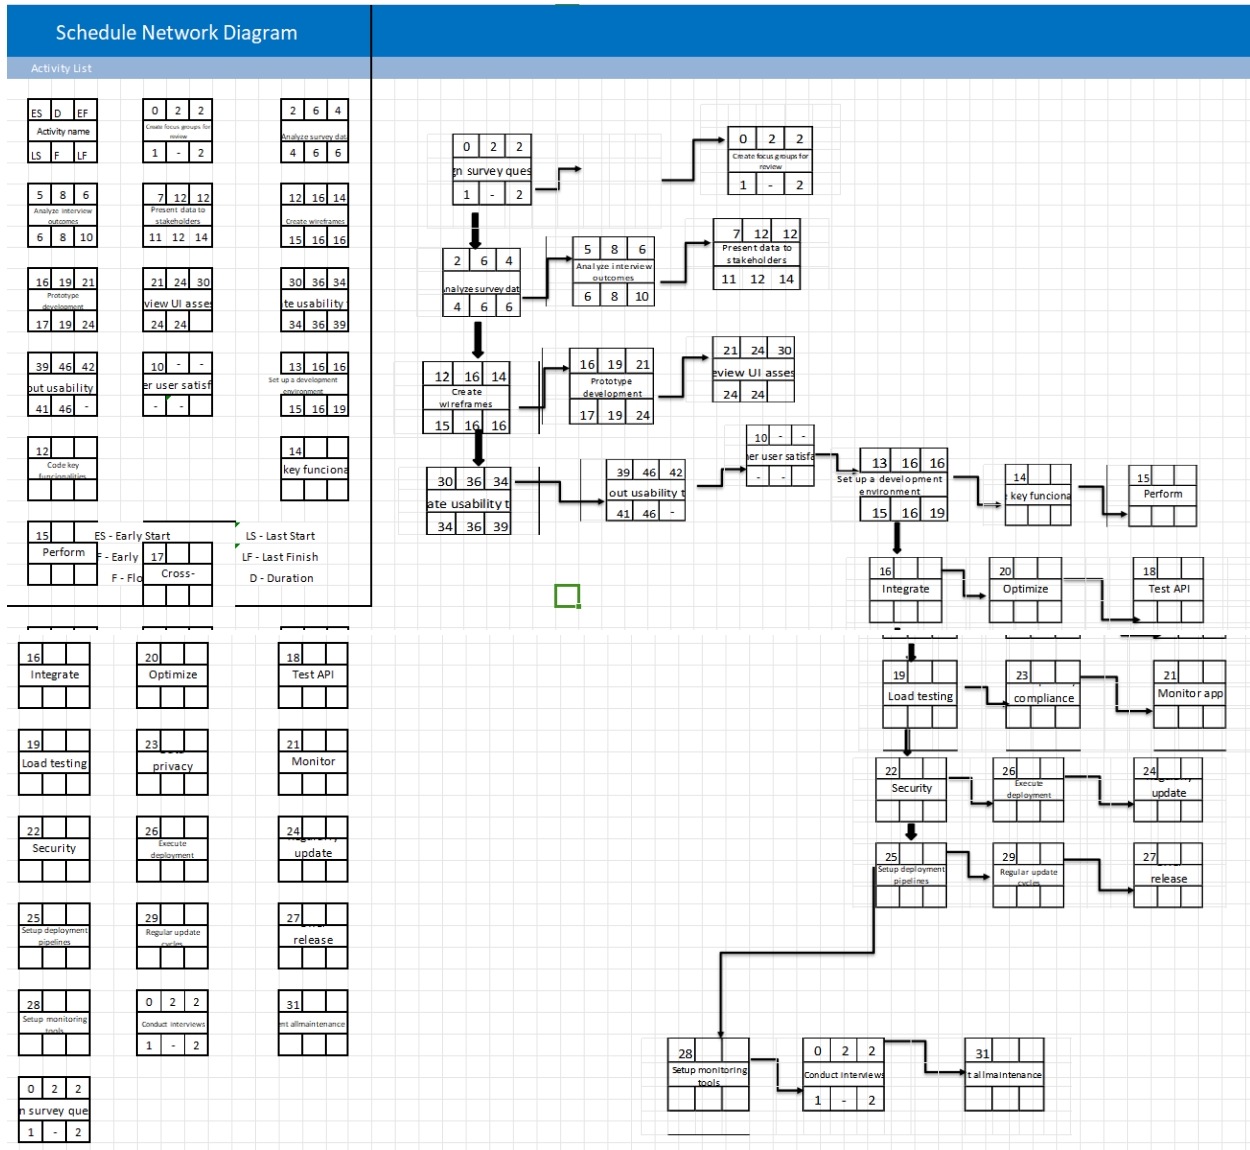 Schedule Network Diagram
Activity List
ES D EF
Activity name
LS F LF
0 2 2
Create focus groups for
review
1 - 2
2 6 4
Analyze survey dat
4 6 6
5 8 6
Analyze interview
outcomes
6 8 10
7 12 12
Present data to
stakeholders
11 12 14
12 16 14
Create wireframes
15 16 16
16 19 21
Prototype
development
17 19 24
21 24 30
view UI asses
24 24
30 36 34
te usability
34 36 39
39 46 42
out usability
41 46 -
10 - -
er user satisf
- -
13 16 16
Set up a development
environment
15 16 19
12
Code key
funcionalities
14
key funciona
15
Perform
ES - Early Start
LS - Last Start
F - Early
LF - Last Finish
F - Flo
D - Duration
17
Cross-
16
Integrate
20
Optimize
18
Test API
19
Load testing
23
privacy
21
Monitor
22
Security
26
Execute
deployment
24
update
25
Setup deployment
pipelines
29
Regular update
cycles
27
release
28
Setup monitoring
tools
0 2 2
Conduct interviews
1 - 2
31
nt allmaintenance
0 2 2
n survey que
1 - 2
0 2 2
gn survey ques
1 - 2
0 2 2
Create focus groups for
review
1 - 2
2 6 4
Analyze survey dat
4 6 6
5 8 6
Analyze interview
outcomes
6 8 10
7 12 12
Present data to
stakeholders
11 12 14
12 16 14
Create
wireframes
15 16 16
16 19 21
Prototype
development
17 19 24
21 24 30
eview UI asses
24 24
30 36 34
ate usability t
34 36 39
39 46 42
out usability t
41 46 -
10 - -
er user satisfa
- -
13 16 16
Set up a development
environment
15 16 19
14
key funciona
15
Perform
16
Integrate
20
Optimize
18
Test API
19
Load testing
23
compliance
21
Monitor app
22
Security
26
Execute
deployment
24
update
25
Setup deployment
pipelines
29
Regular update
cycles
27
release
28
Setup monitoring
tools
0 2 2
Conduct interviews
1 - 2
31
t allmaintenance